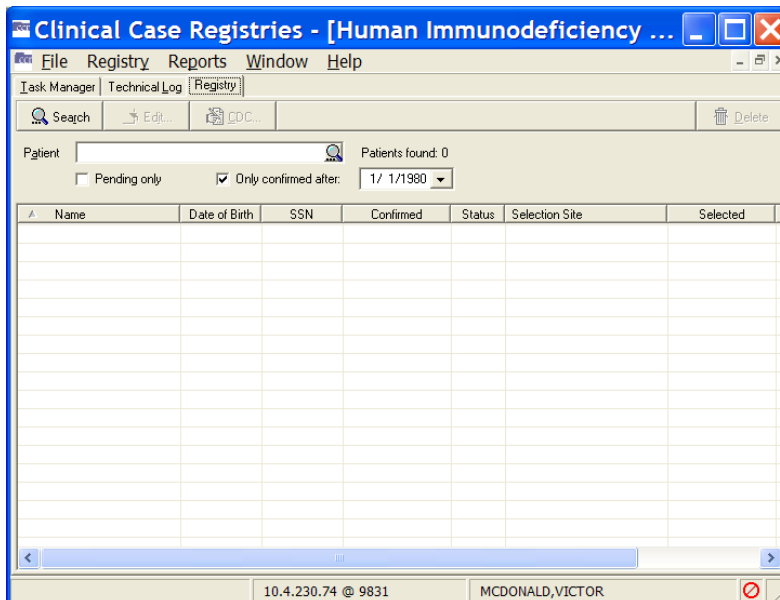 Clinical Case Registries - [Human Immunodeficiency ...
File Registry Reports Window Help
Task Manager Technical Log Registry
Search Edit... CDC... Delete
Patient Patients found: 0
Pending only Only confirmed after: 1/ 1/1980
Name Date of Birth SSN Confirmed Status Selection Site Selected
10.4.230.74 @ 9831 MCDONALD,VICTOR